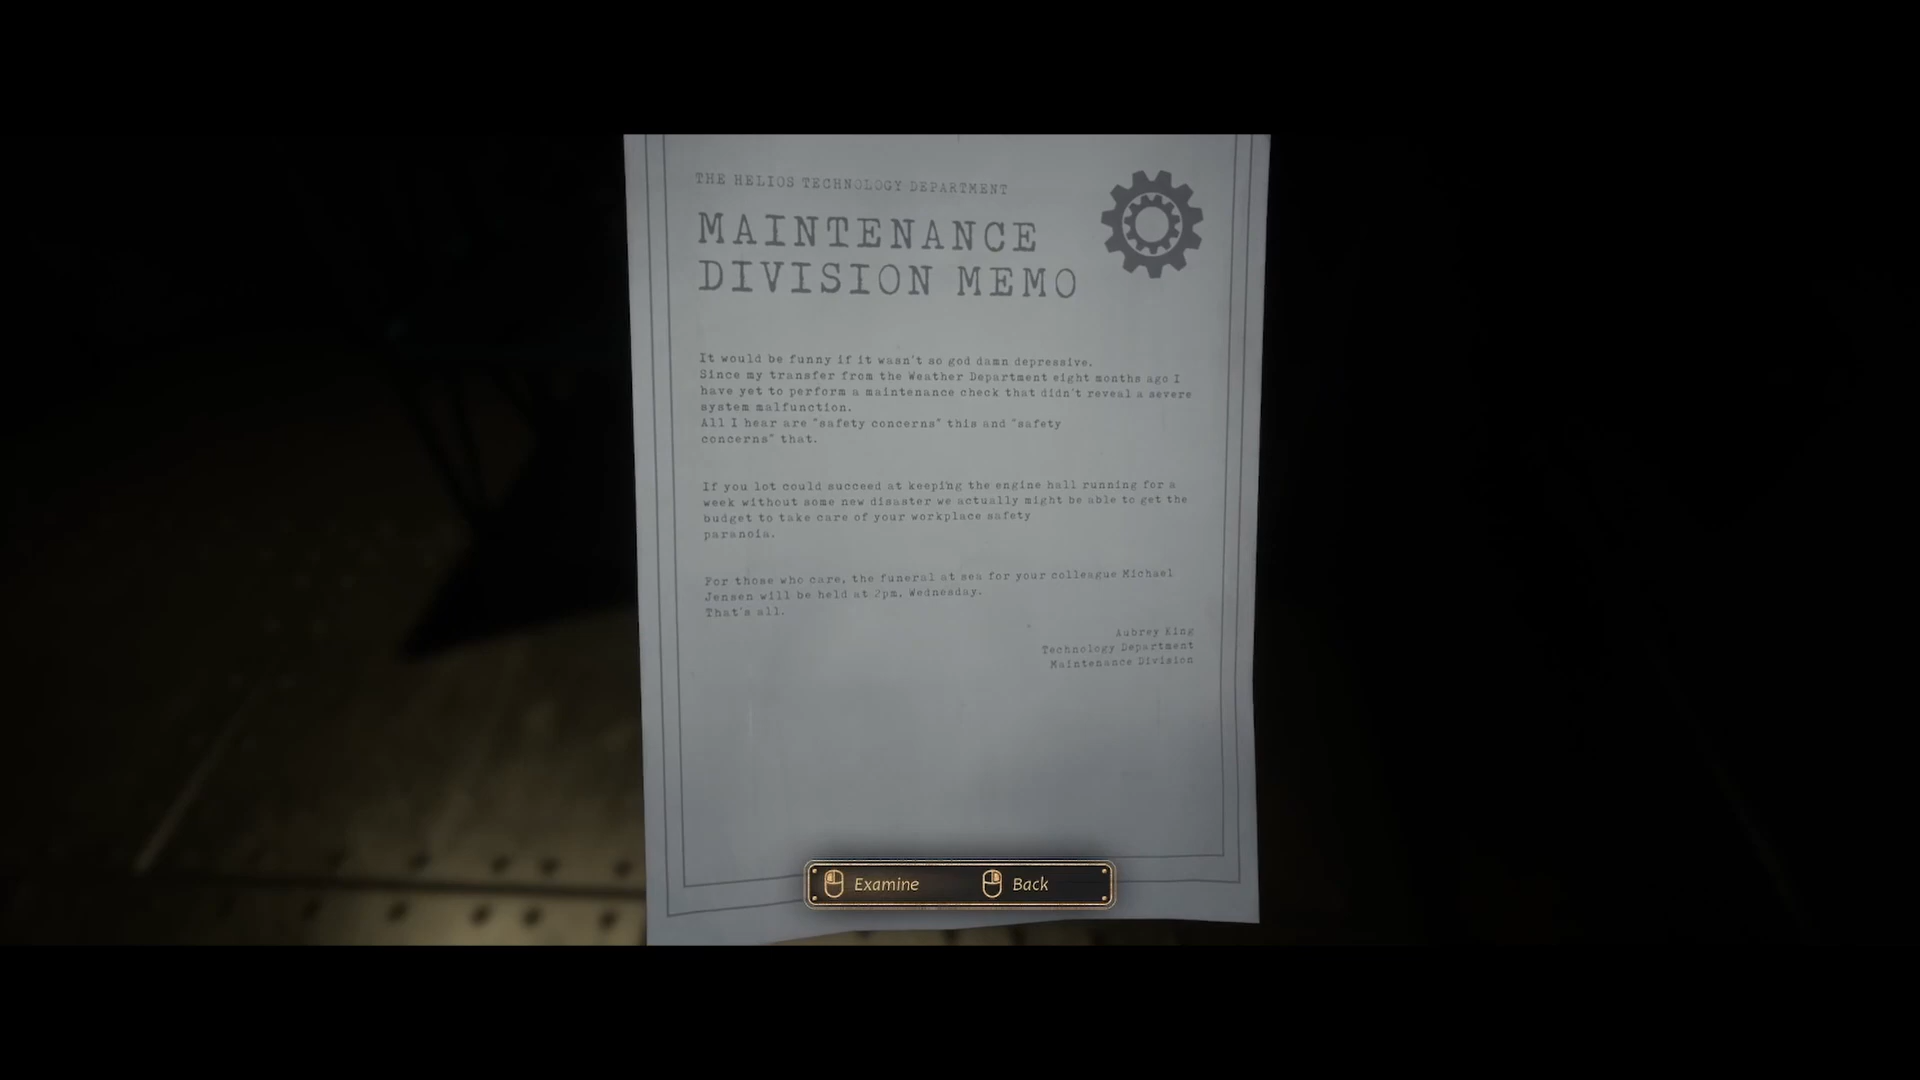 THE HELIOS TECHNOLOGY DEPARTMENT
MAINTENANCE
DIVISION MEMO
It would be funny if it wasn't so god damn depressive.
Since my transfer from the Weather Department eight months ago I
have yet to perform a maintenance check that didn't reveal a severe
system malfunction.
All I hear are "safety concerns" this and "safety
concerns" that.
If you lot could succeed at keeping the engine hall running for a
week without some new disaster we actually might be able to get the
budget to take care of your workplace safety
paranoia.
For those who care, the funeral at sea for your colleague Michael
Jensen will be held at 2pm, Wednesday.
That's all.
Aubrey King
Technology Department
Maintenance Division
Examine
Back